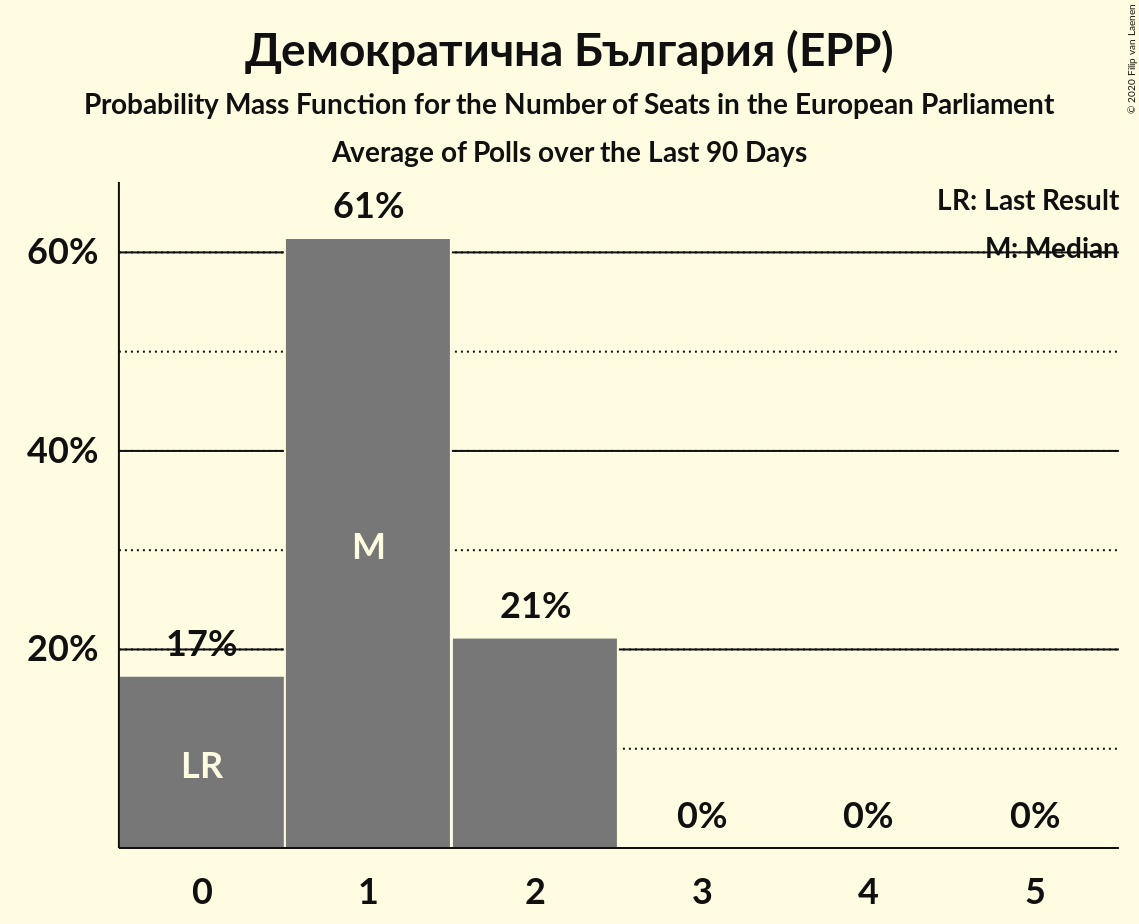 Демократична България (EPP)
Probability Mass Function for the Number of Seats in the European Parliament
Average of Polls over the Last 90 Days
© 2020 Filip van Laenen
LR: Last Result
M: Median
61%
60%
40%
M
21%
20%
17%
LR
0%
0%
0%
0
1
2
3
4
5